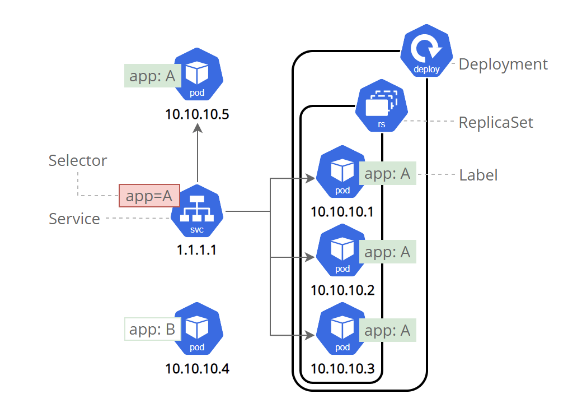 app: A
pod
10.10.10.5
deploy
Deployment
rs
ReplicaSet
Selector
app=A
Service
svc
1.1.1.1
pod
app: A
Label
10.10.10.1
pod
app: A
10.10.10.2
app: B
pod
10.10.10.4
pod
app: A
10.10.10.3